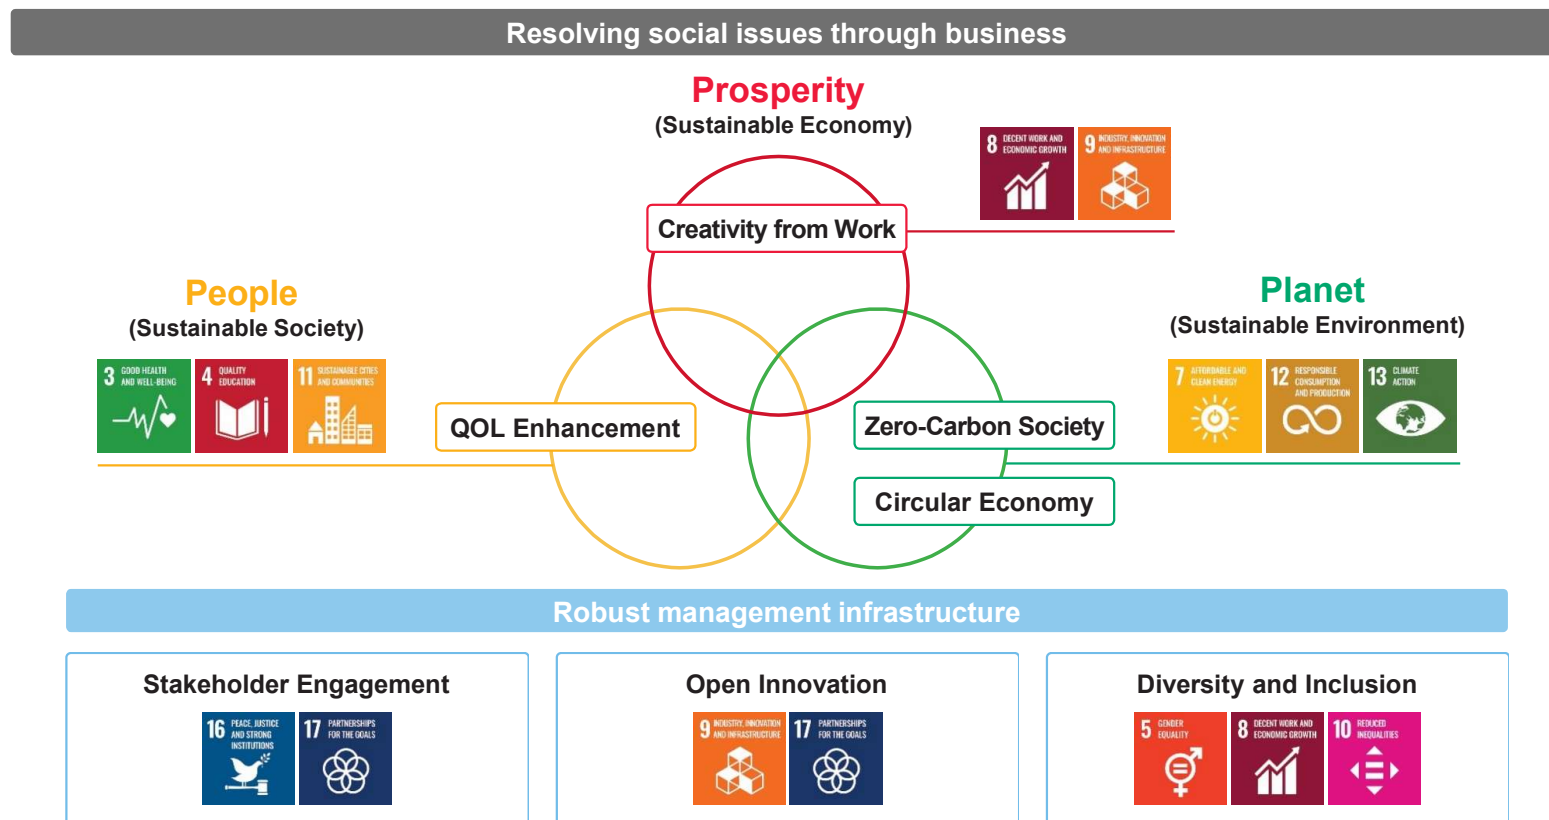 Resolving social issues through business
Prosperity
(Sustainable Economy)
8 DECENT WORK AND
ECONOMIC GROWTH
9 INDUSTRY, INNOVATION
AND INFRASTRUCTURE
Creativity from Work
People
(Sustainable Society)
3 GOOD HEALTH
AND WELL-BEING
4 QUALITY
EDUCATION
11 SUSTAINABLE CITIES
AND COMMUNITIES
QOL Enhancement
Planet
(Sustainable Environment)
7 AFFORDABLE AND
CLEAN ENERGY
12 RESPONSIBLE
CONSUMPTION
AND PRODUCTION
13 CLIMATE
ACTION
Zero-Carbon Society
Circular Economy
Robust management infrastructure
Stakeholder Engagement
16 PEACE, JUSTICE
AND STRONG
INSTITUTIONS
17 PARTNERSHIPS
FOR THE GOALS
Open Innovation
9 INDUSTRY, INNOVATION
AND INFRASTRUCTURE
17 PARTNERSHIPS
FOR THE GOALS
Diversity and Inclusion
5 GENDER
EQUALITY
8 DECENT WORK AND
ECONOMIC GROWTH
10 REDUCED
INEQUALITIES